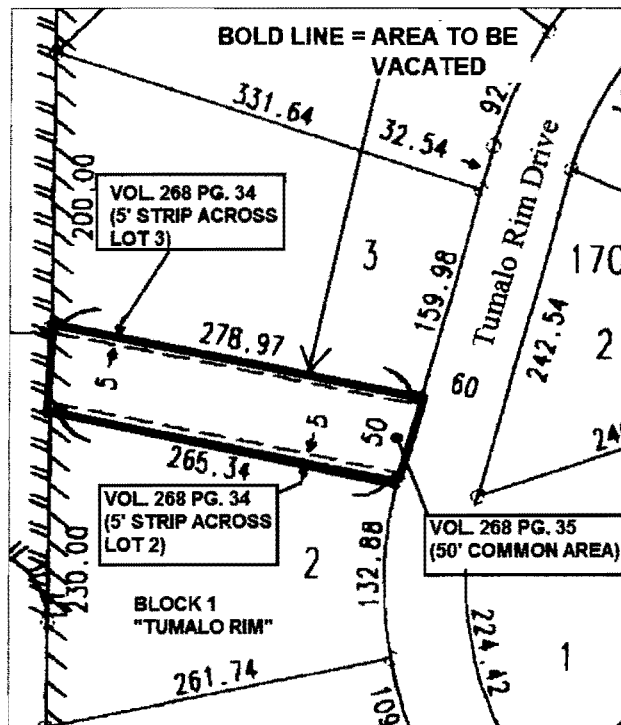 BOLD LINE = AREA TO BE
VACATED
331.64
32.54
92.
200.00
VOL. 268 PG. 34
(5' STRIP ACROSS
LOT 3)
3
159.98
Tumalo Rim Drive
170
2
242.54
278.97
5
5
50
60
265.34
VOL. 268 PG. 34
(5' STRIP ACROSS
LOT 2)
VOL. 268 PG. 35
(50' COMMON AREA)
230.00
2
132.88
BLOCK 1
"TUMALO RIM"
224.42
1
261.74
109